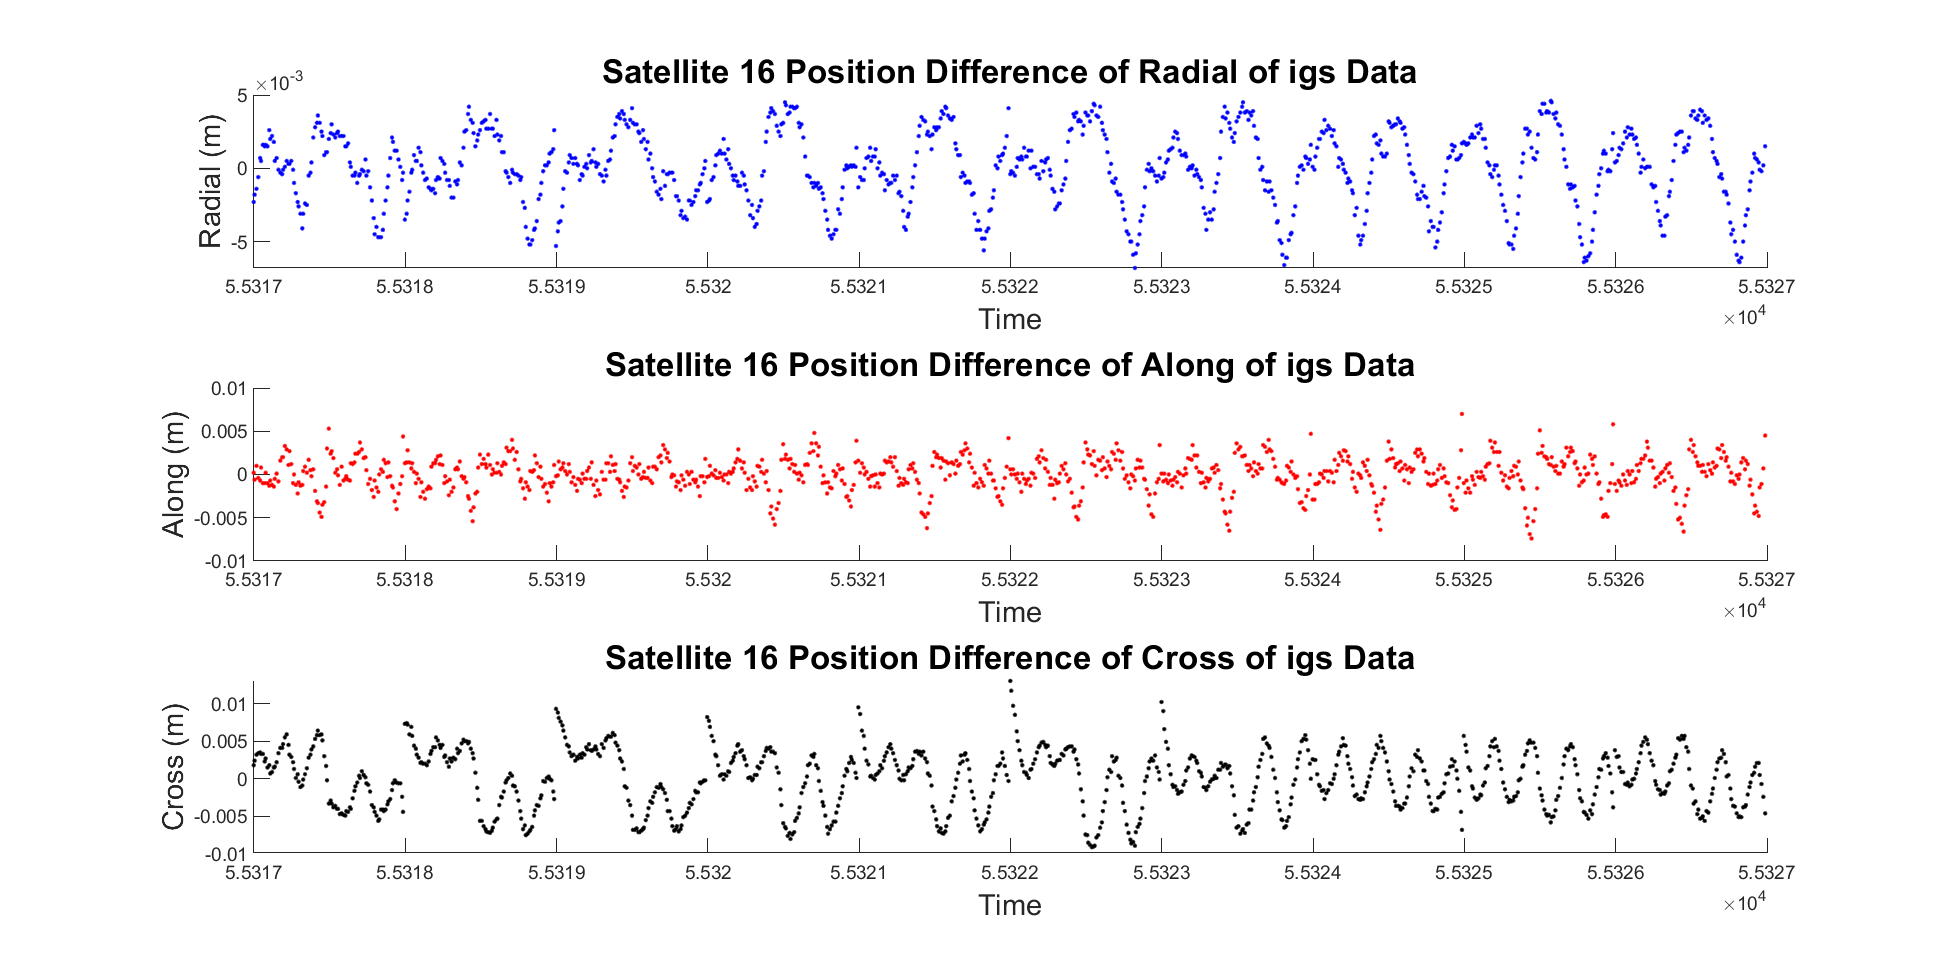 Satellite 16 Position Difference of Radial of igs Data
×10-3
5
0
-5
Radial (m)
5.5317 5.5318 5.5319 5.532 5.5321 5.5322 5.5323 5.5324 5.5325 5.5326 5.5327
Time
×104
Satellite 16 Position Difference of Along of igs Data
0.01
0.005
0
-0.005
-0.01
Along (m)
5.5317 5.5318 5.5319 5.532 5.5321 5.5322 5.5323 5.5324 5.5325 5.5326 5.5327
Time
×104
Satellite 16 Position Difference of Cross of igs Data
0.01
0.005
0
-0.005
-0.01
Cross (m)
5.5317 5.5318 5.5319 5.532 5.5321 5.5322 5.5323 5.5324 5.5325 5.5326 5.5327
Time
×104